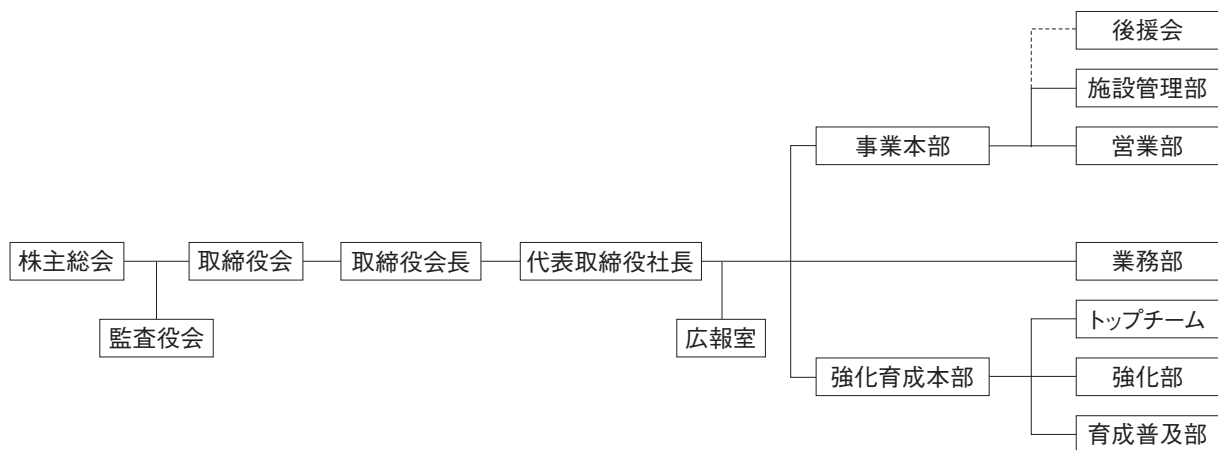 後援会
施設管理部
事業本部
営業部
株主総会
取締役会
取締役会長
代表取締役社長
業務部
監査役会
広報室
トップチーム
強化育成本部
強化部
育成普及部